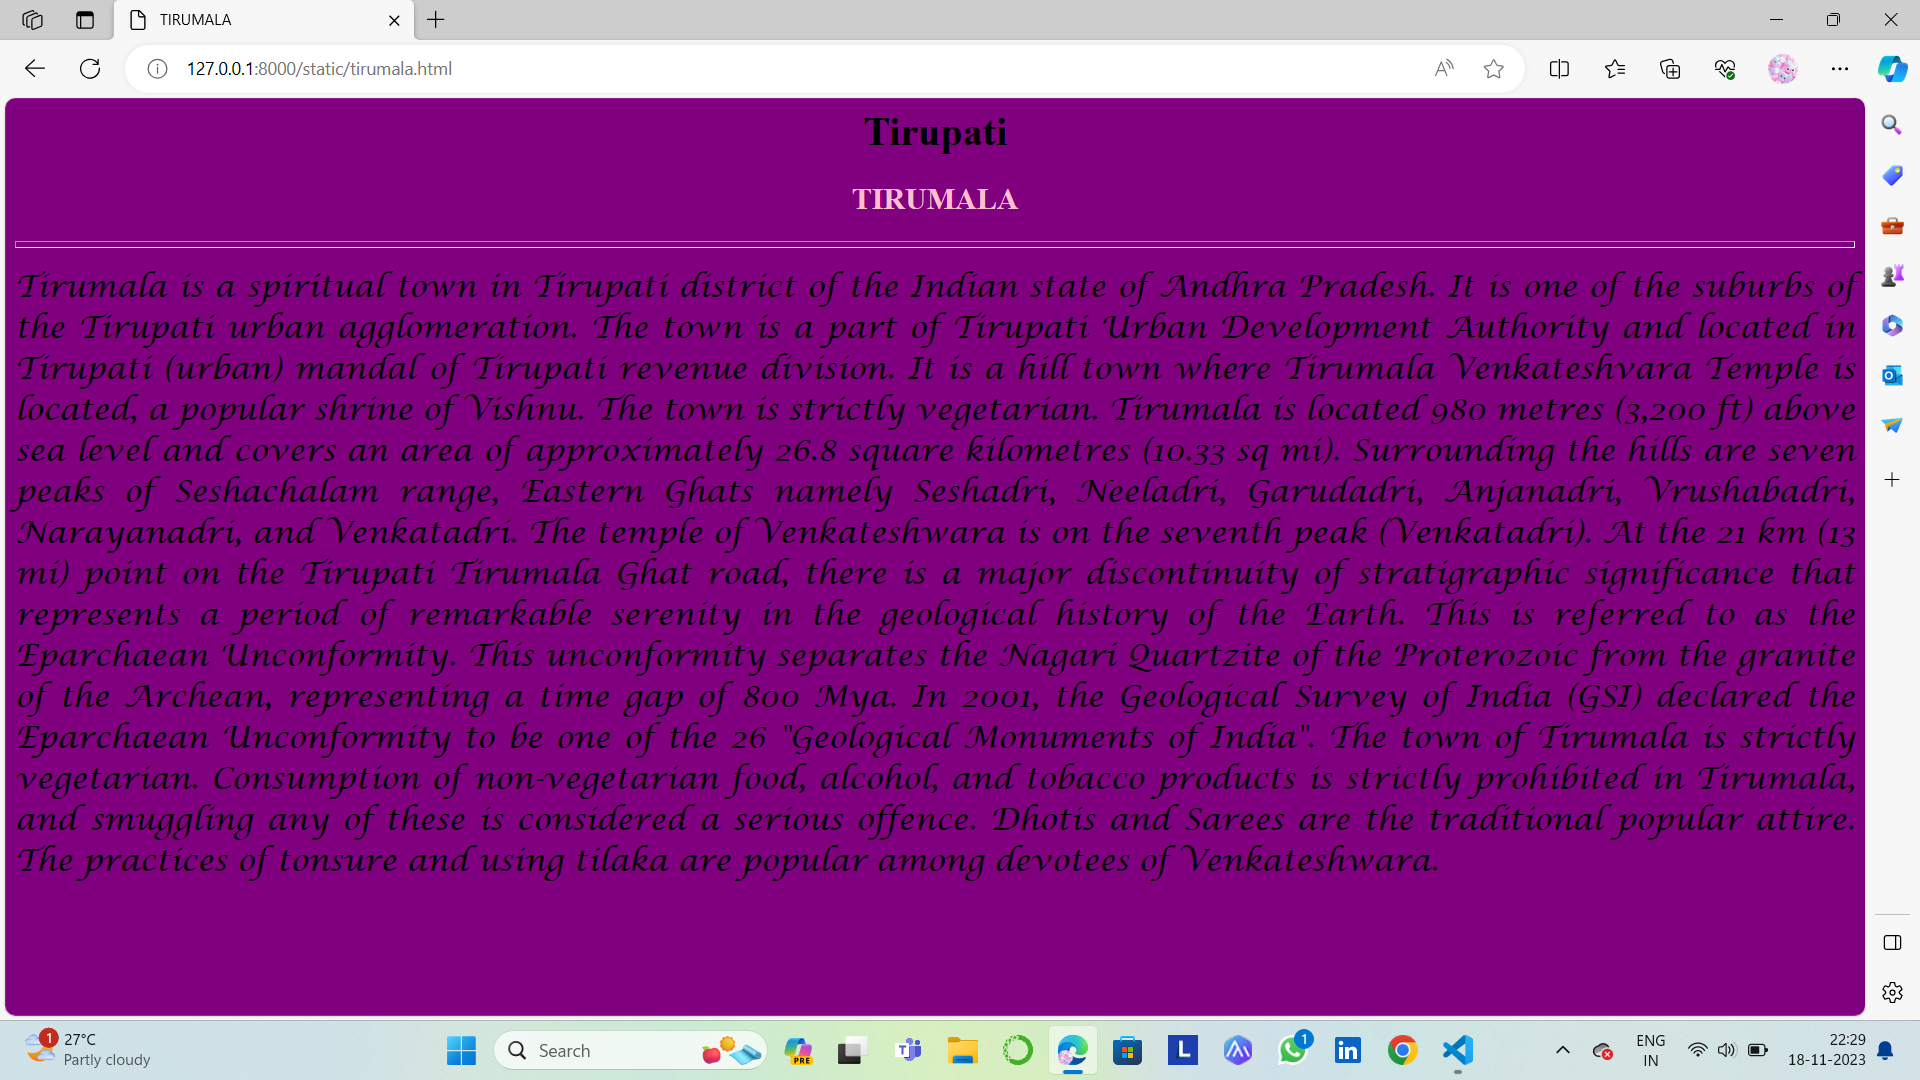 TIRUMALA
127.0.0.1:8000/static/tirumala.html
Tirupati
TIRUMALA
Tirumala is a spiritual town in Tirupati district of the Indian state of Andhra Pradesh. It is one of the suburbs of
the Tirupati urban agglomeration. The town is a part of Tirupati Urban Development Authority and located in
Tirupati (urban) mandal of Tirupati revenue division. It is a hill town where Tirumala Venkateshvara Temple is
located, a popular shrine of Vishnu. The town is strictly vegetarian. Tirumala is located 980 metres (3,200 ft) above
sea level and covers an area of approximately 26.8 square kilometres (10.33 sq mi). Surrounding the hills are seven
peaks of Seshachalam range, Eastern Ghats namely Seshadri, Neeladri, Garudadri, Anjanadri, Vrushabadri,
Narayanadri, and Venkatadri. The temple of Venkateshwara is on the seventh peak (Venkatadri). At the 21 km (13
mi) point on the Tirupati Tirumala Ghat road, there is a major discontinuity of stratigraphic significance that
represents a period of remarkable serenity in the geological history of the Earth. This is referred to as the
Eparchaean Unconformity. This unconformity separates the Nagari Quartzite of the Proterozoic from the granite
of the Archean, representing a time gap of 800 Mya. In 2001, the Geological Survey of India (GSI) declared the
Eparchaean Unconformity to be one of the 26 "Geological Monuments of India". The town of Tirumala is strictly
vegetarian. Consumption of non-vegetarian food, alcohol, and tobacco products is strictly prohibited in Tirumala,
and smuggling any of these is considered a serious offence. Dhotis and Sarees are the traditional popular attire.
The practices of tonsure and using tilaka are popular among devotees of Venkateshwara.
1
27°C
Partly cloudy
Search
PRE
L
1
in
ENG
IN
22:29
18-11-2023